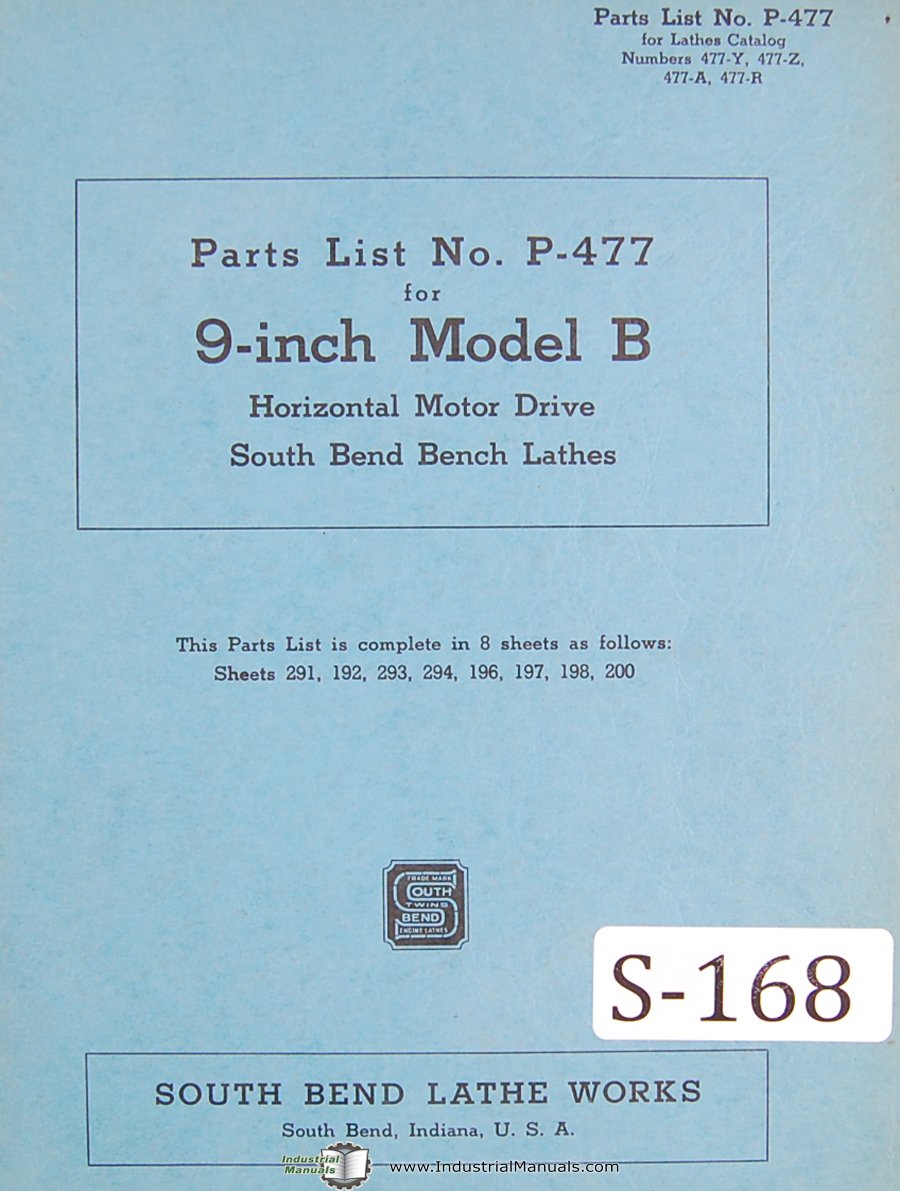 Parts List No. P-477
for Lathes Catalog
Numbers 477-Y, 477-Z,
477-A, 477-R
Parts List No. P-477
for
9-inch Model B
Horizontal Motor Drive
South Bend Bench Lathes
This Parts List is complete in 8 sheets as follows:
Sheets 291, 192, 293, 294, 196, 197, 198, 200
TRADE MARK
SOUTH
TWINS
BEND
ENGINE LATHES
S-168
SOUTH BEND LATHE WORKS
South Bend, Indiana, U. S. A.
Industrial
Manuals
www.IndustrialManuals.com